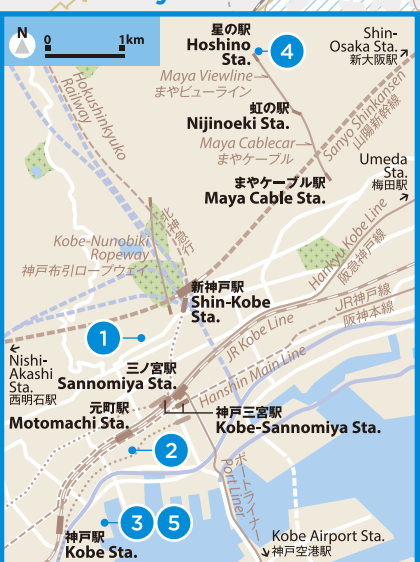 N
0 1km
星の駅
Hoshino
Sta.
4
Shin-
Osaka Sta.
新大阪駅
Maya Viewline
まやビューライン
Hokushinkyuko
Railway
虹の駅
Nijinoeki Sta.
Sanyo Shinkansen
山陽新幹線
Maya Cablecar
まやケーブル
Umeda
Sta.
梅田駅
まやケーブル駅
Maya Cable Sta.
北神急行
Kobe-Nunobiki
Ropeway
神戸布引ロープウェイ
Hankyu Kobe Line
阪急神戸線
新神戸駅
Shin-Kobe
Sta.
JR神戸線
JR Kobe Line
阪神本線
Hanshin Main Line
1
Nishi-
Akashi
Sta.
西明石駅
三ノ宮駅
Sannomiya Sta.
元町駅
Motomachi Sta.
神戸三宮駅
Kobe-Sannomiya Sta.
2
ポートライナー
Port Liner
3 5
神戸駅
Kobe Sta.
Kobe Airport Sta.
神戸空港駅